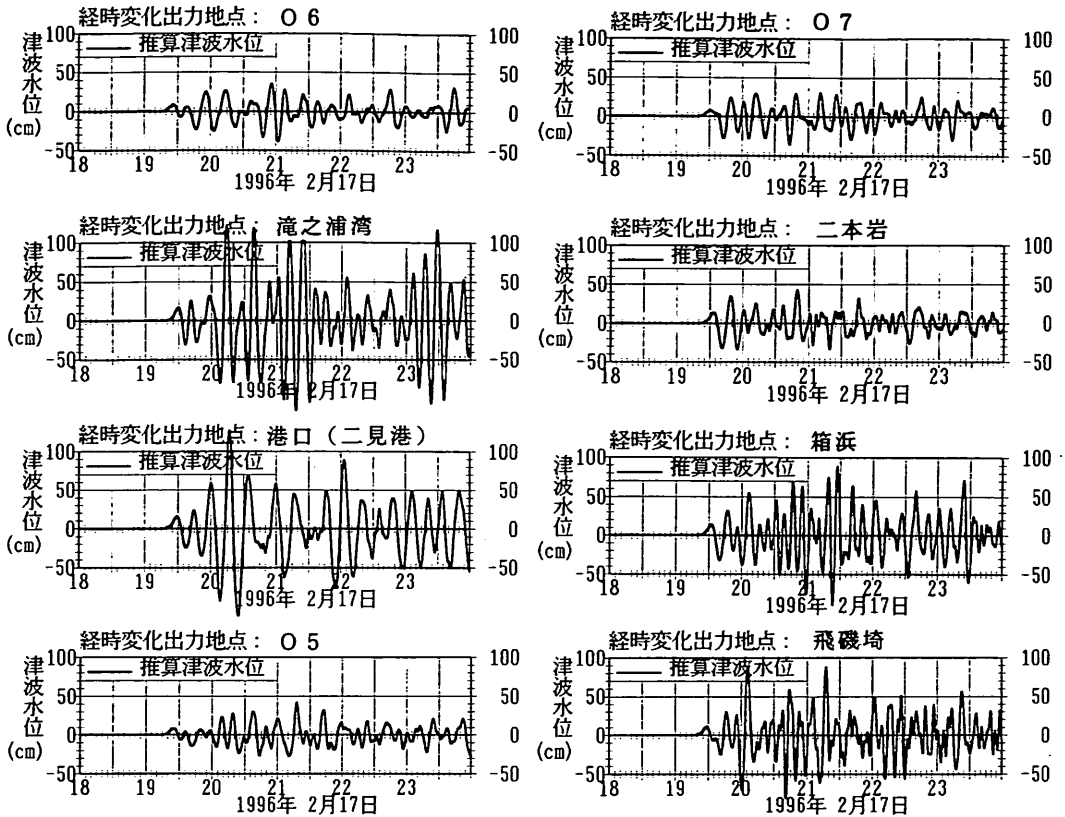 経時変化出力地点： O 6
津波水位(cm)
推算津波水位
100 50 0 -50
100 50 0 -50
18 19 20 21 22 23
1996年 2月17日
経時変化出力地点： O 7
津波水位(cm)
推算津波水位
100 50 0 -50
100 50 0 -50
18 19 20 21 22 23
1996年 2月17日
経時変化出力地点： 滝之浦湾
津波水位(cm)
推算津波水位
100 50 0 -50
100 50 0 -50
18 19 20 21 22 23
1996年 2月17日
経時変化出力地点： 二本岩
津波水位(cm)
推算津波水位
100 50 0 -50
100 50 0 -50
18 19 20 21 22 23
1996年 2月17日
経時変化出力地点：港口（二見港）
津波水位(cm)
推算津波水位
100 50 0 -50
100 50 0 -50
18 19 20 21 22 23
1996年 2月17日
経時変化出力地点： 箱浜
津波水位(cm)
推算津波水位
100 50 0 -50
100 50 0 -50
18 19 20 21 22 23
1996年 2月17日
経時変化出力地点： O 5
津波水位(cm)
推算津波水位
100 50 0 -50
100 50 0 -50
18 19 20 21 22 23
1996年 2月17日
経時変化出力地点： 飛磯埼
津波水位(cm)
推算津波水位
100 50 0 -50
100 50 0 -50
18 19 20 21 22 23
1996年 2月17日